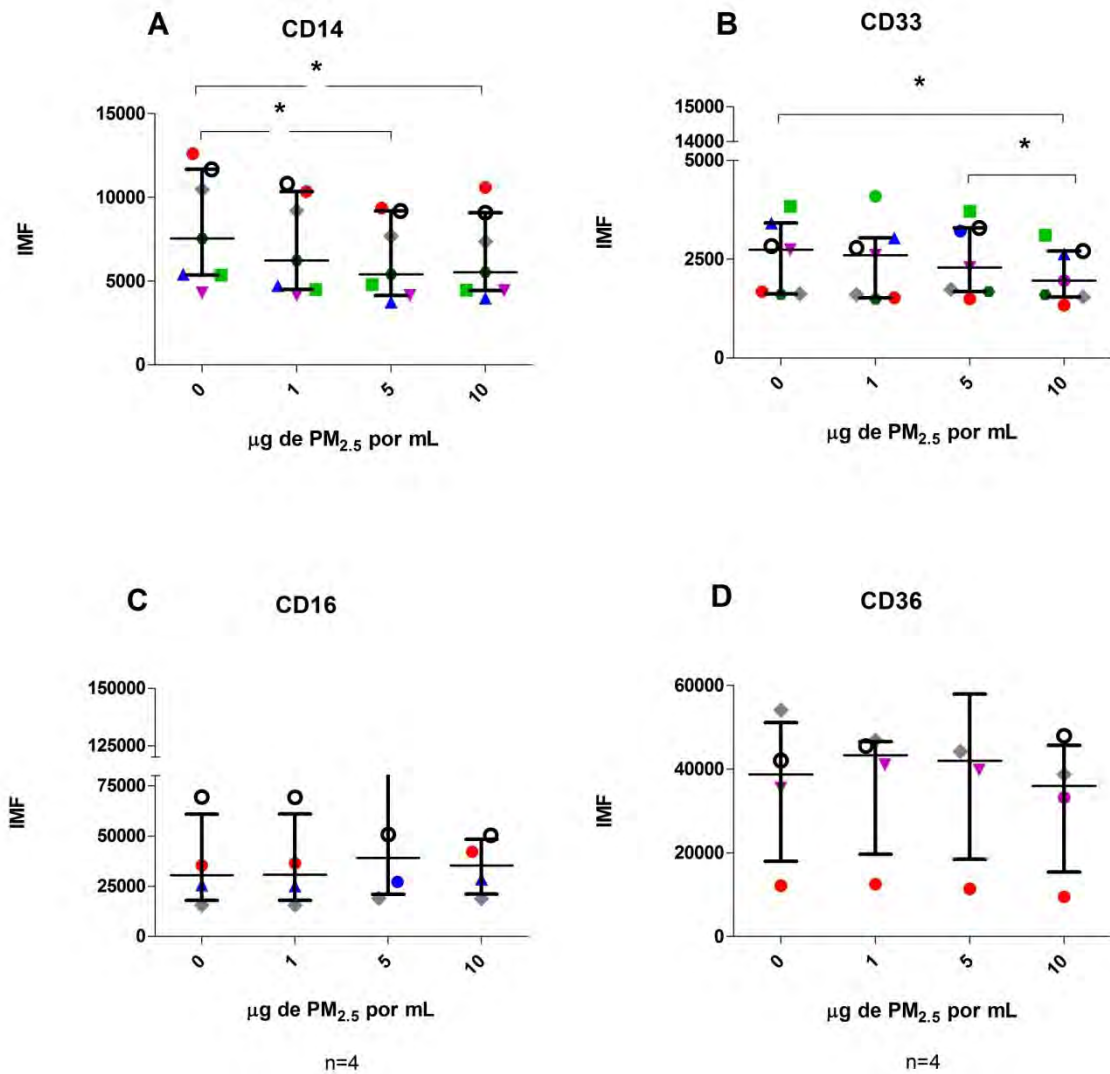 A
CD14
*
*
15000
10000
5000
0
IMF
0
1
5
10
μg de PM2.5 por mL
B
CD33
*
*
15000
14000
5000
2500
0
IMF
0
1
5
10
μg de PM2.5 por mL
C
CD16
150000
125000
75000
50000
25000
0
IMF
0
1
5
10
μg de PM2.5 por mL
n=4
D
CD36
60000
40000
20000
0
IMF
0
1
5
10
μg de PM2.5 por mL
n=4